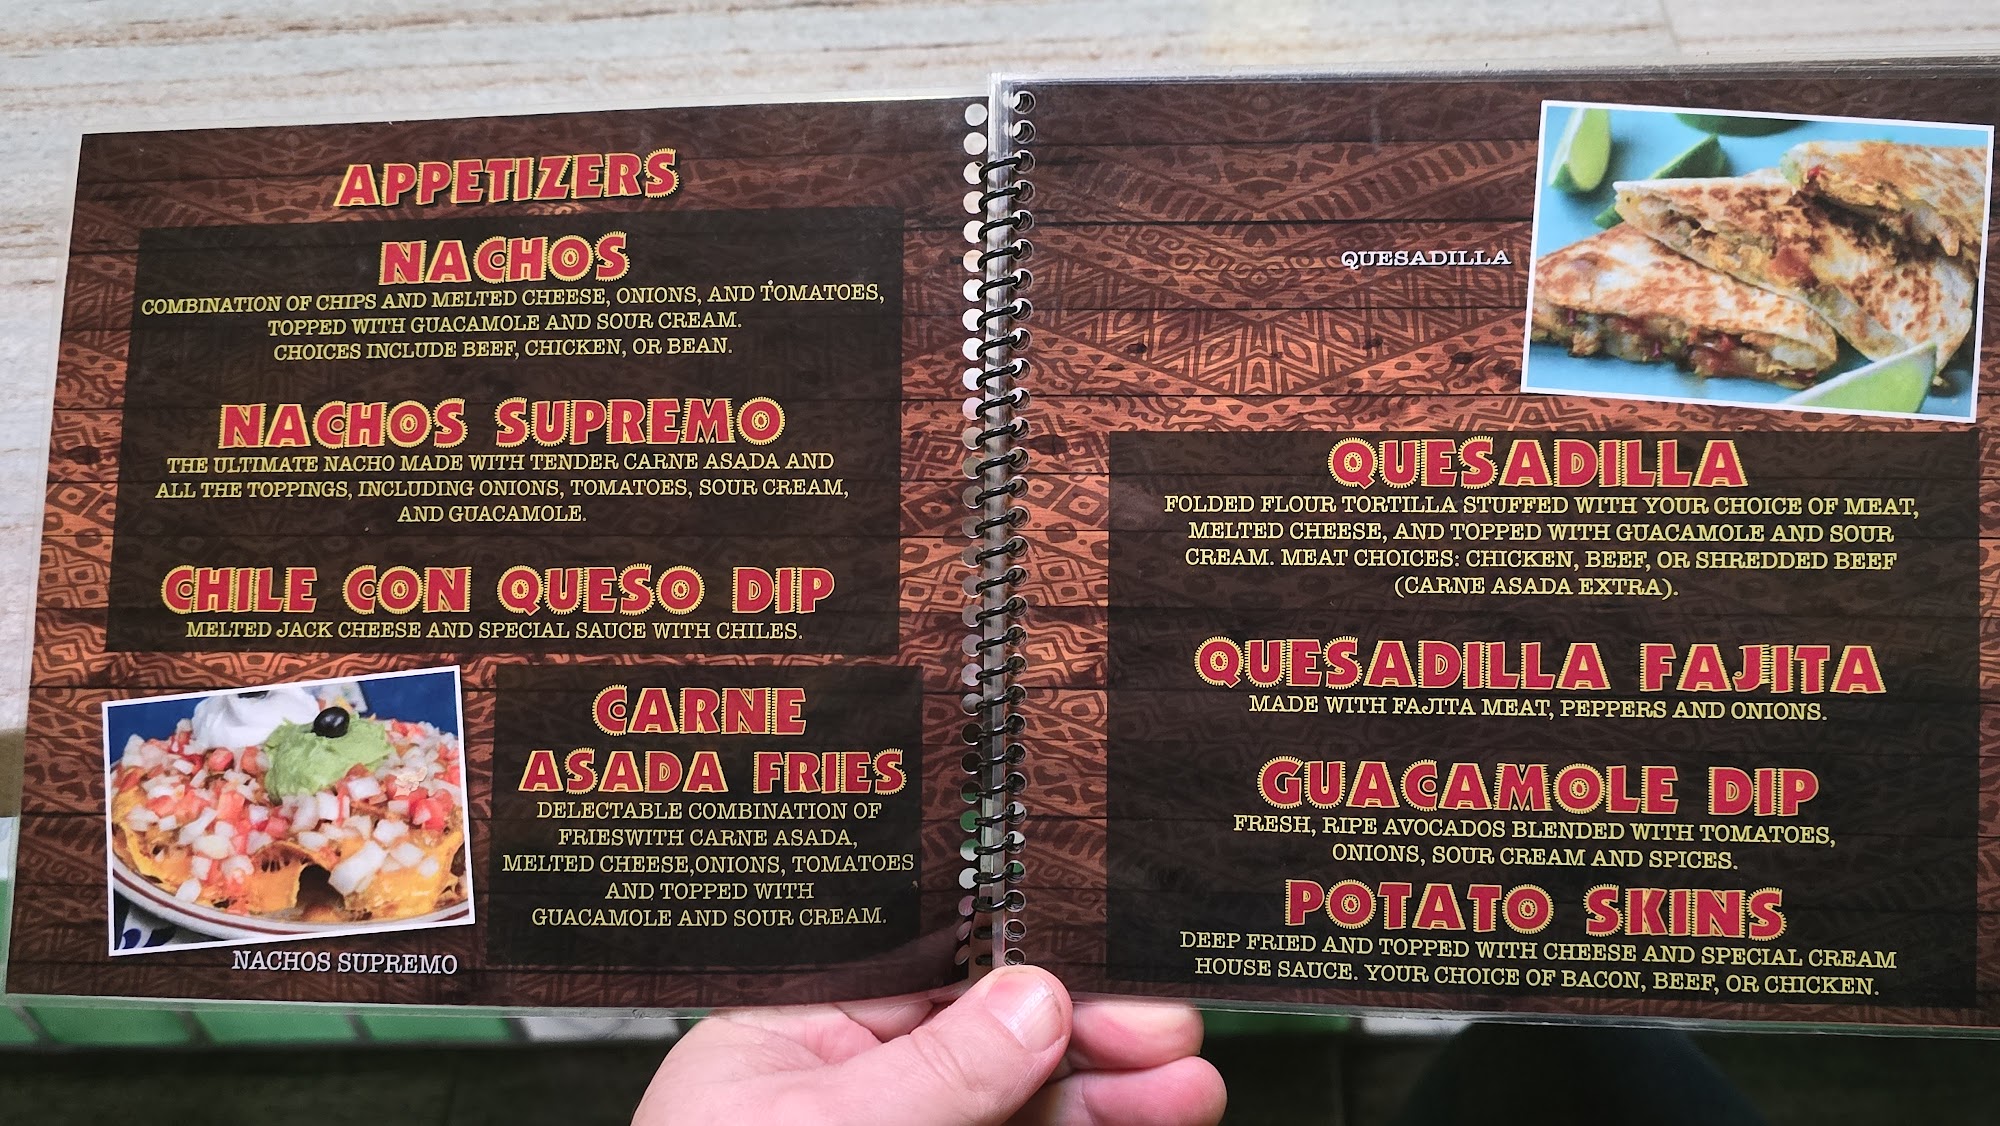 APPETIZERS
NACHOS
COMBINATION OF CHIPS AND MELTED CHEESE, ONIONS, AND TOMATOES,
TOPPED WITH GUACAMOLE AND SOUR CREAM.
CHOICES INCLUDE BEEF, CHICKEN, OR BEAN.
NACHOS SUPREMO
THE ULTIMATE NACHO MADE WITH TENDER CARNE ASADA AND
ALL THE TOPPINGS, INCLUDING ONIONS, TOMATOES, SOUR CREAM,
AND GUACAMOLE.
CHILE CON QUESO DIP
MELTED JACK CHEESE AND SPECIAL SAUCE WITH CHILES.
CARNE
ASADA FRIES
DELECTABLE COMBINATION OF
FRIESWITH CARNE ASADA,
MELTED CHEESE,ONIONS, TOMATOES
AND TOPPED WITH
GUACAMOLE AND SOUR CREAM.
NACHOS SUPREMO
QUESADILLA
QUESADILLA
FOLDED FLOUR TORTILLA STUFFED WITH YOUR CHOICE OF MEAT,
MELTED CHEESE, AND TOPPED WITH GUACAMOLE AND SOUR
CREAM. MEAT CHOICES: CHICKEN, BEEF, OR SHREDDED BEEF
(CARNE ASADA EXTRA).
QUESADILLA FAJITA
MADE WITH FAJITA MEAT, PEPPERS AND ONIONS.
GUACAMOLE DIP
FRESH, RIPE AVOCADOS BLENDED WITH TOMATOES,
ONIONS, SOUR CREAM AND SPICES.
POTATO SKINS
DEEP FRIED AND TOPPED WITH CHEESE AND SPECIAL CREAM
HOUSE SAUCE. YOUR CHOICE OF BACON, BEEF, OR CHICKEN.